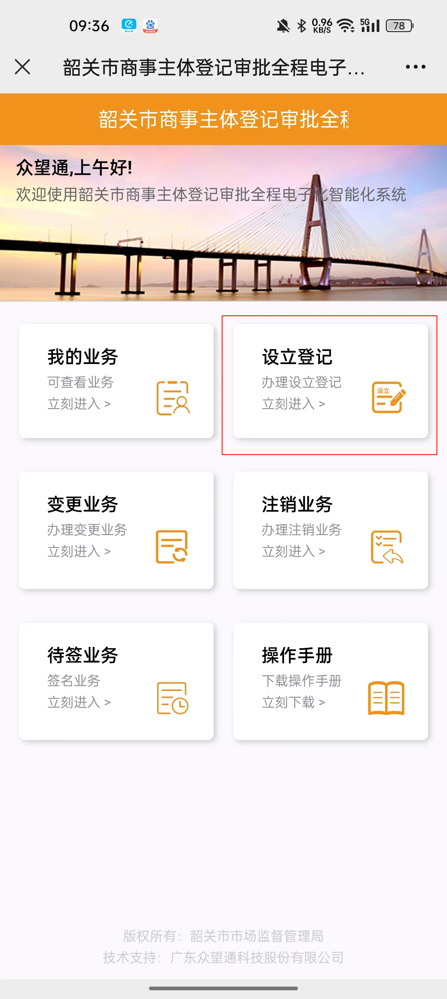 09:36
0.96
KB/S
5G
78
韶关市商事主体登记审批全程电子...
韶关市商事主体登记审批全程
众望通,上午好!
欢迎使用韶关市商事主体登记审批全程电子化智能化系统
我的业务
可查看业务
立刻进入 >
设立登记
办理设立登记
立刻进入 >
设立
变更业务
办理变更业务
立刻进入 >
注销业务
办理注销业务
立刻进入 >
待签业务
签名业务
立刻进入 >
操作手册
下载操作手册
立刻下载 >
版权所有：韶关市市场监督管理局
技术支持：广东众望通科技股份有限公司